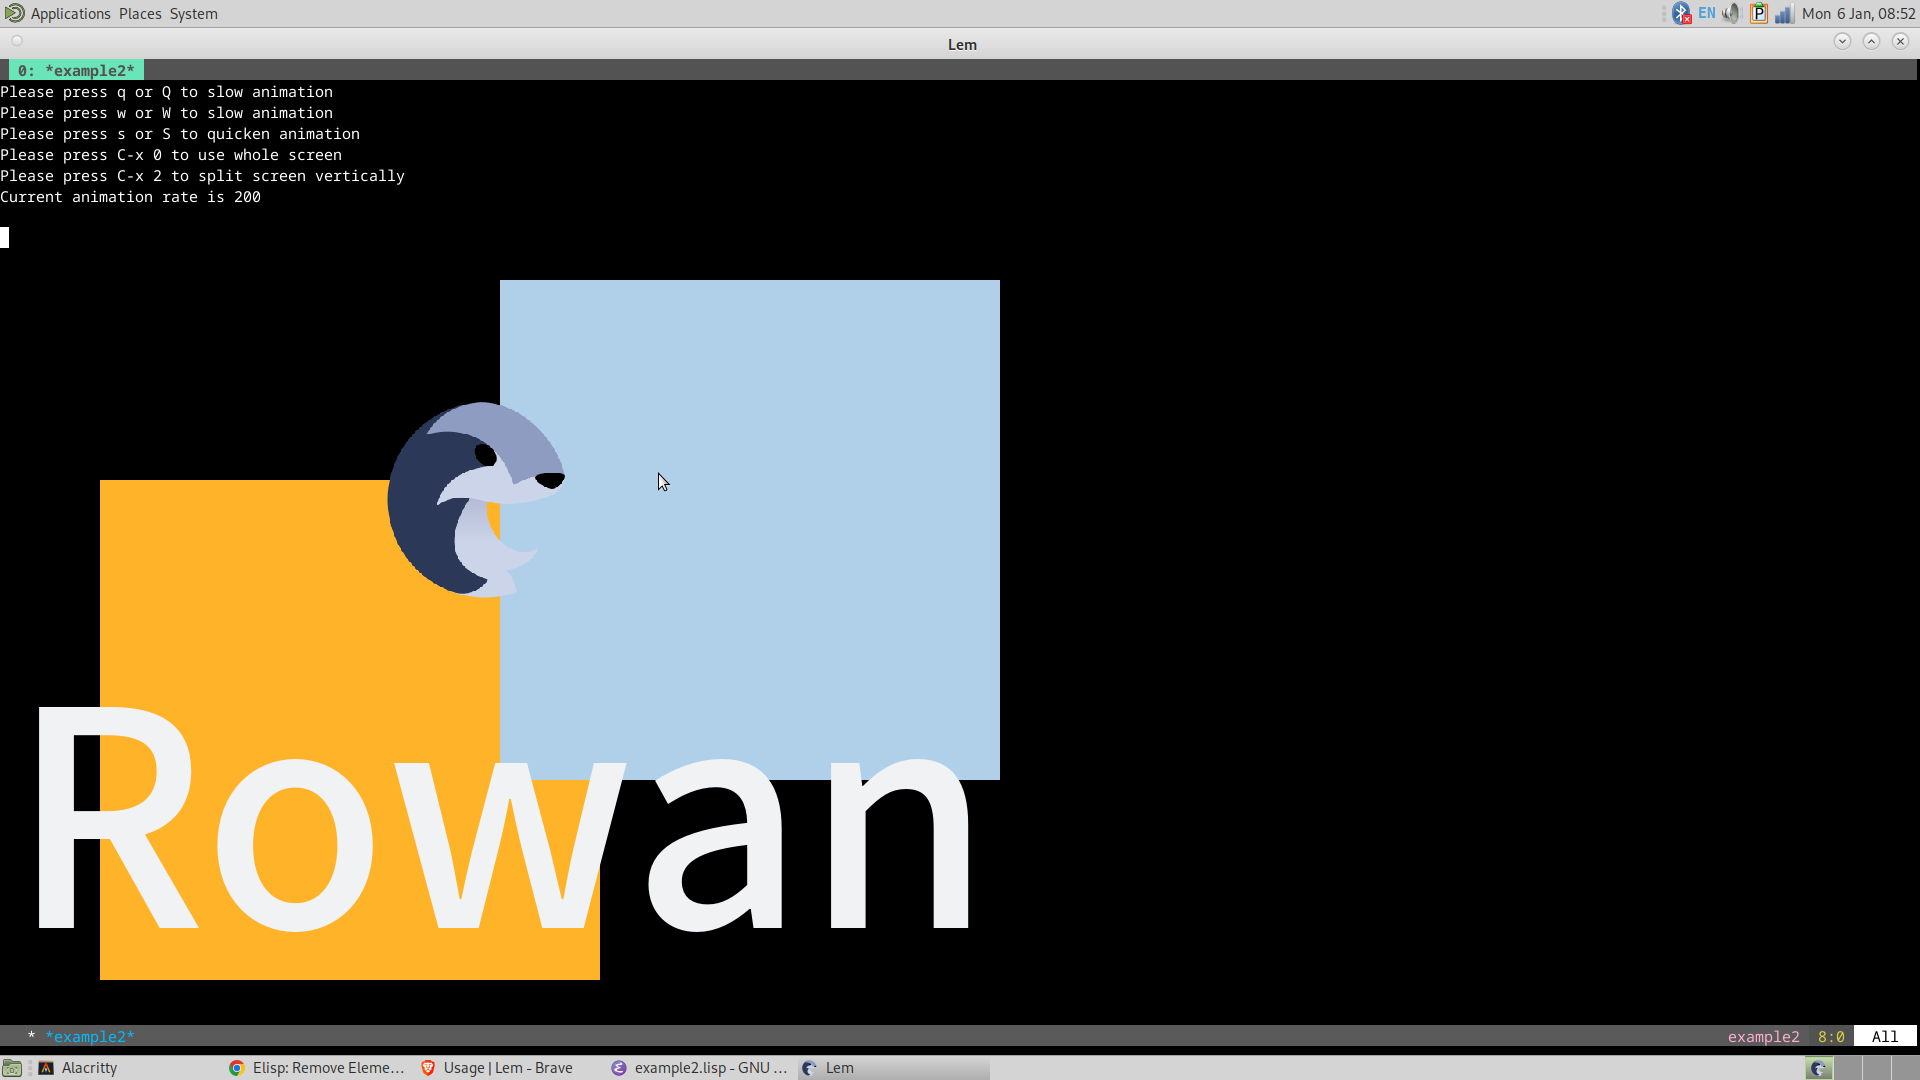 Applications Places System
EN
P
Mon 6 Jan, 08:52
Lem
0: *example2*
Please press q or Q to slow animation
Please press w or W to slow animation
Please press s or S to quicken animation
Please press C-x 0 to use whole screen
Please press C-x 2 to split screen vertically
Current animation rate is 200
Rowan
* *example2*
example2 8:0 All
Alacritty
Elisp: Remove Eleme…
Usage | Lem - Brave
example2.lisp - GNU …
Lem